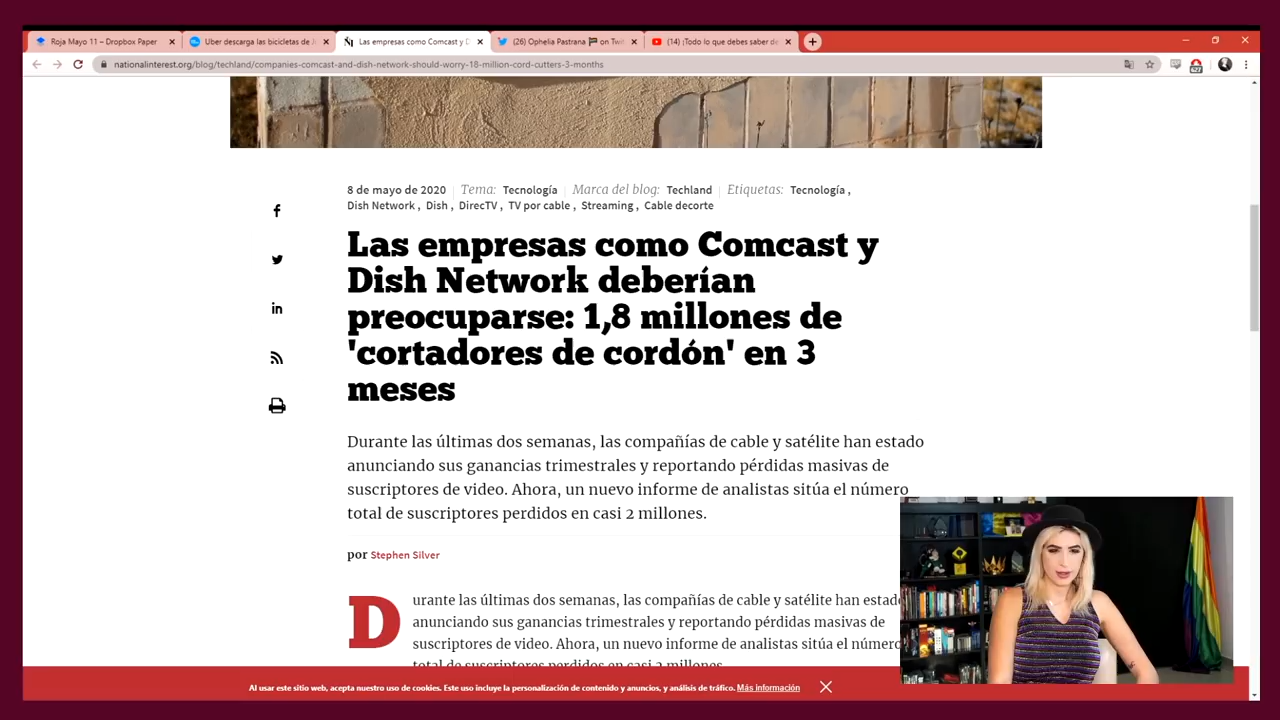 Roja Mayo 11 – Dropbox Paper
Uber descarga las bicicletas de J
Las empresas como Comcast y D
(26) Ophelia Pastrana 🏴 on Twit
(14) ¡Todo lo que debes saber de
nationalinterest.org/blog/techland/companies-comcast-and-dish-network-should-worry-18-million-cord-cutters-3-months
627
8 de mayo de 2020 Tema: Tecnología Marca del blog: Techland Etiquetas: Tecnología ,
Dish Network , Dish , DirecTV , TV por cable , Streaming , Cable decorte
Las empresas como Comcast y
Dish Network deberían
preocuparse: 1,8 millones de
'cortadores de cordón' en 3
meses
Durante las últimas dos semanas, las compañías de cable y satélite han estado
anunciando sus ganancias trimestrales y reportando pérdidas masivas de
suscriptores de video. Ahora, un nuevo informe de analistas sitúa el número
total de suscriptores perdidos en casi 2 millones.
por Stephen Silver
Durante las últimas dos semanas, las compañías de cable y satélite han estado
anunciando sus ganancias trimestrales y reportando pérdidas masivas de
suscriptores de video. Ahora, un nuevo informe de analistas sitúa el número
total de suscriptores perdidos en casi 2 millones.
Al usar este sitio web, acepta nuestro uso de cookies. Este uso incluye la personalización de contenido y anuncios, y análisis de tráfico. Más información